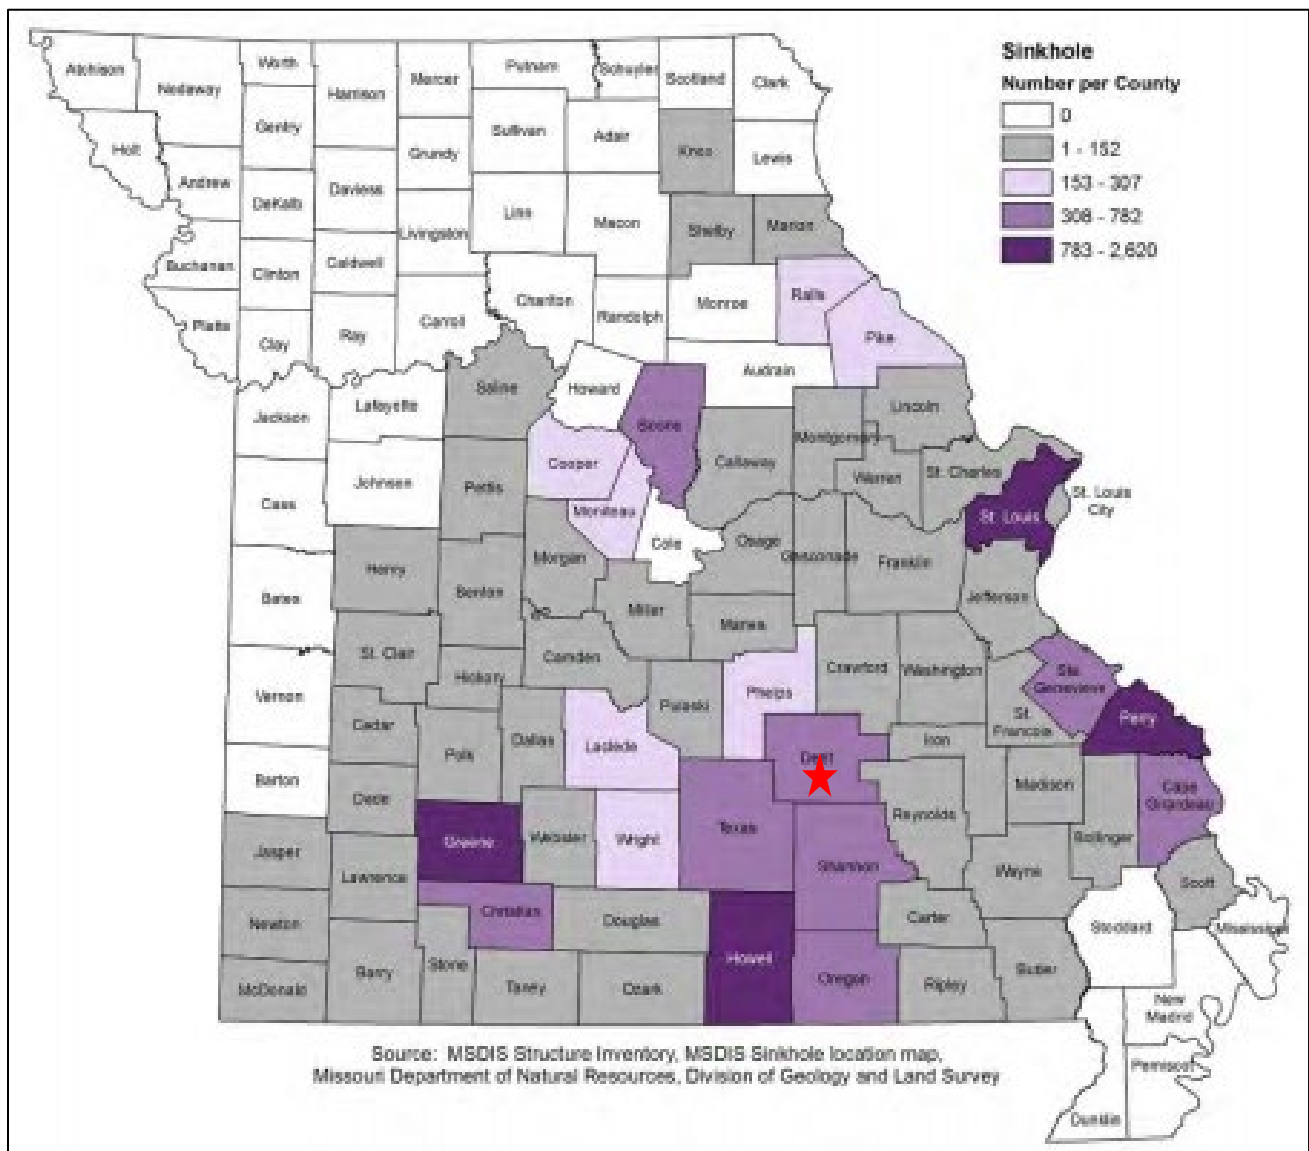 Sinkhole
Number per County
0
1 - 152
153 - 307
308 - 782
783 - 2,620
Atchison
Nodaway
Worth
Harrison
Mercer
Putnam
Schuyler
Scotland
Clark
Holt
Gentry
Sullivan
Adair
Knox
Lewis
Andrew
DeKalb
Daviess
Grundy
Linn
Macon
Shelby
Marion
Buchanan
Clinton
Caldwell
Livingston
Chariton
Randolph
Monroe
Ralls
Pike
Platte
Clay
Ray
Carroll
Audrain
Jackson
Lafayette
Saline
Howard
Boone
Callaway
Montgomery
Lincoln
Warren
St. Charles
St. Louis
St. Louis
City
Cass
Johnson
Pettis
Cooper
Moniteau
Cole
Osage
Gasconade
Franklin
Jefferson
Bates
Henry
Benton
Morgan
Miller
Maries
Vernon
St. Clair
Hickory
Camden
Pulaski
Phelps
Crawford
Washington
St.
Francois
Ste.
Genevieve
Perry
Barton
Cedar
Polk
Dallas
Laclede
Dent
Iron
Madison
Cape
Girardeau
Dade
Greene
Webster
Wright
Texas
Shannon
Reynolds
Wayne
Bollinger
Scott
Jasper
Lawrence
Christian
Douglas
Howell
Carter
Stoddard
Mississippi
Newton
McDonald
Barry
Stone
Taney
Ozark
Oregon
Ripley
Butler
New
Madrid
Pemiscot
Dunklin
Source: MSDIS Structure Inventory, MSDIS Sinkhole location map,
Missouri Department of Natural Resources, Division of Geology and Land Survey